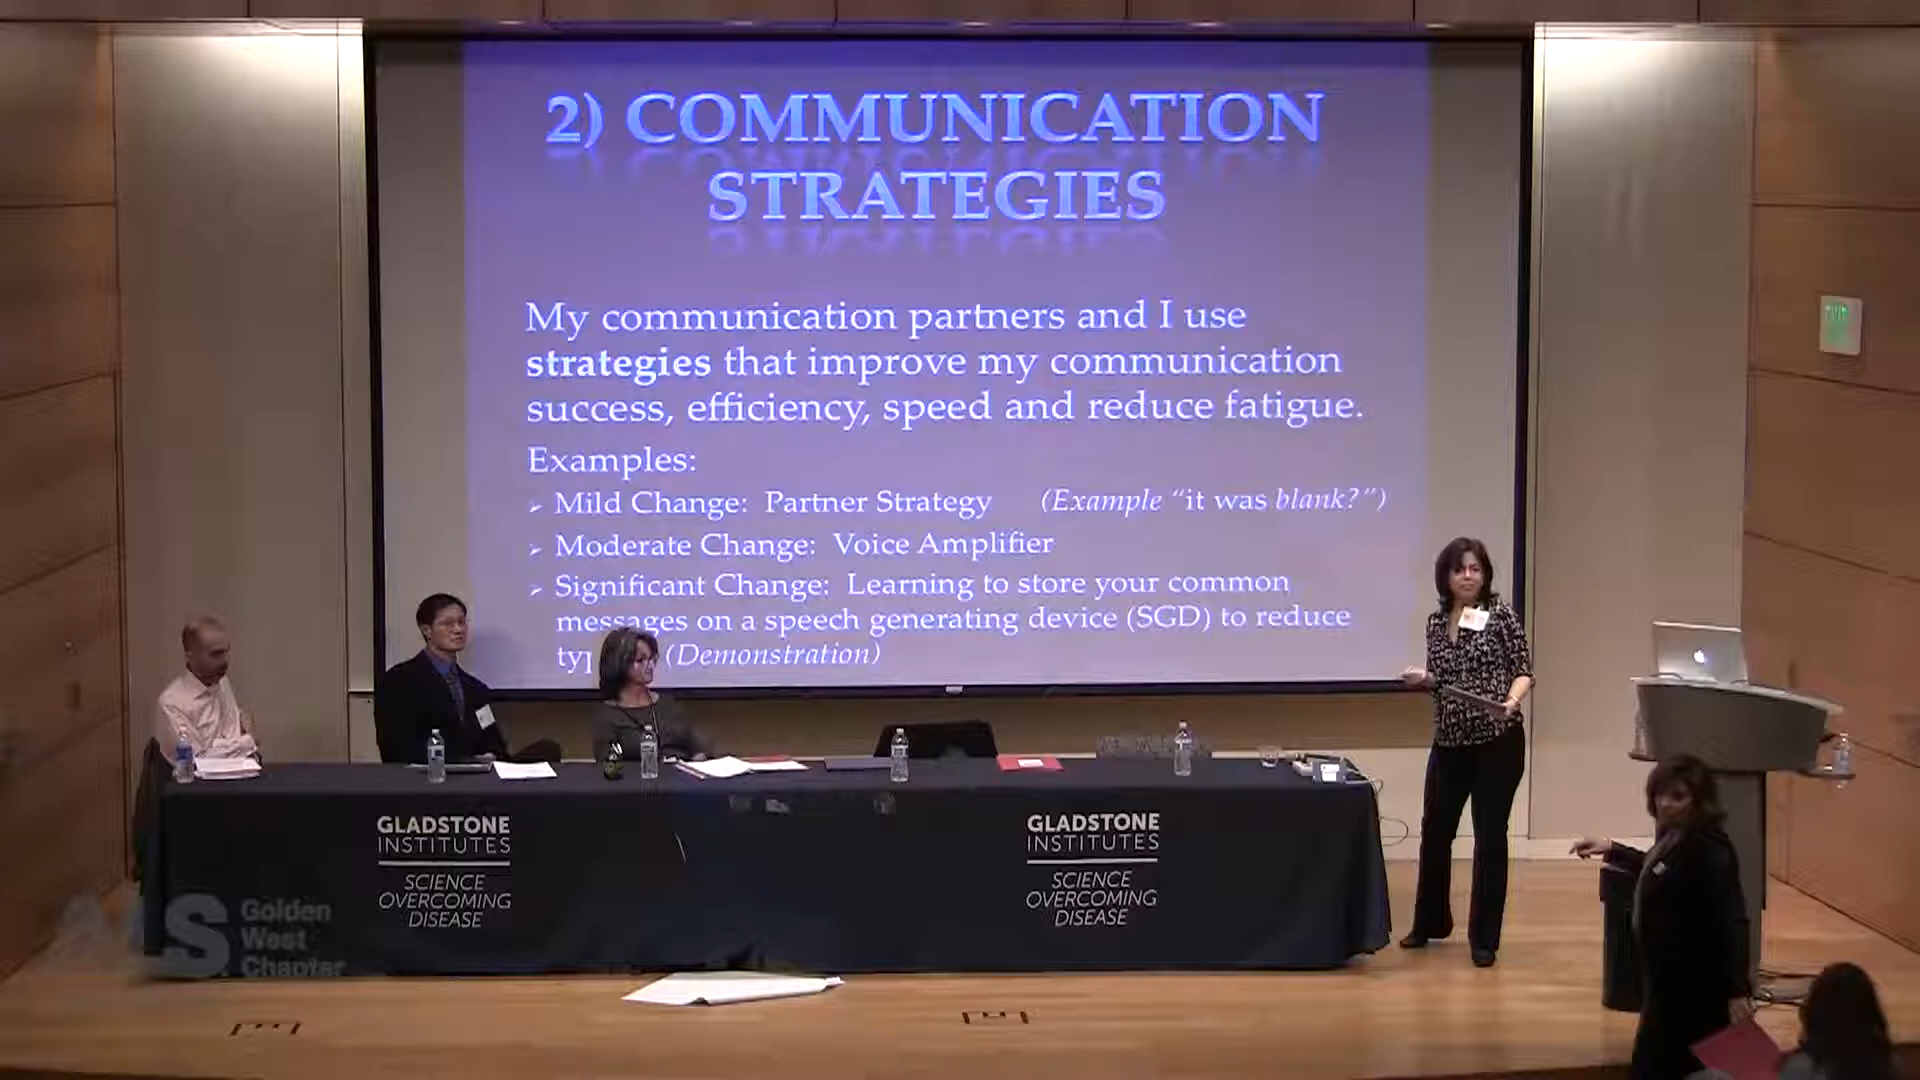 2) COMMUNICATION
STRATEGIES
My communication partners and I use
strategies that improve my communication
success, efficiency, speed and reduce fatigue.
Examples:
➢ Mild Change: Partner Strategy (Example "it was blank?")
➢ Moderate Change: Voice Amplifier
➢ Significant Change: Learning to store your common
messages on a speech generating device (SGD) to reduce
(Demonstration)
GLADSTONE
INSTITUTES
SCIENCE
OVERCOMING
DISEASE
GLADSTONE
INSTITUTES
SCIENCE
OVERCOMING
DISEASE
Golden
West
Chapter
EXIT